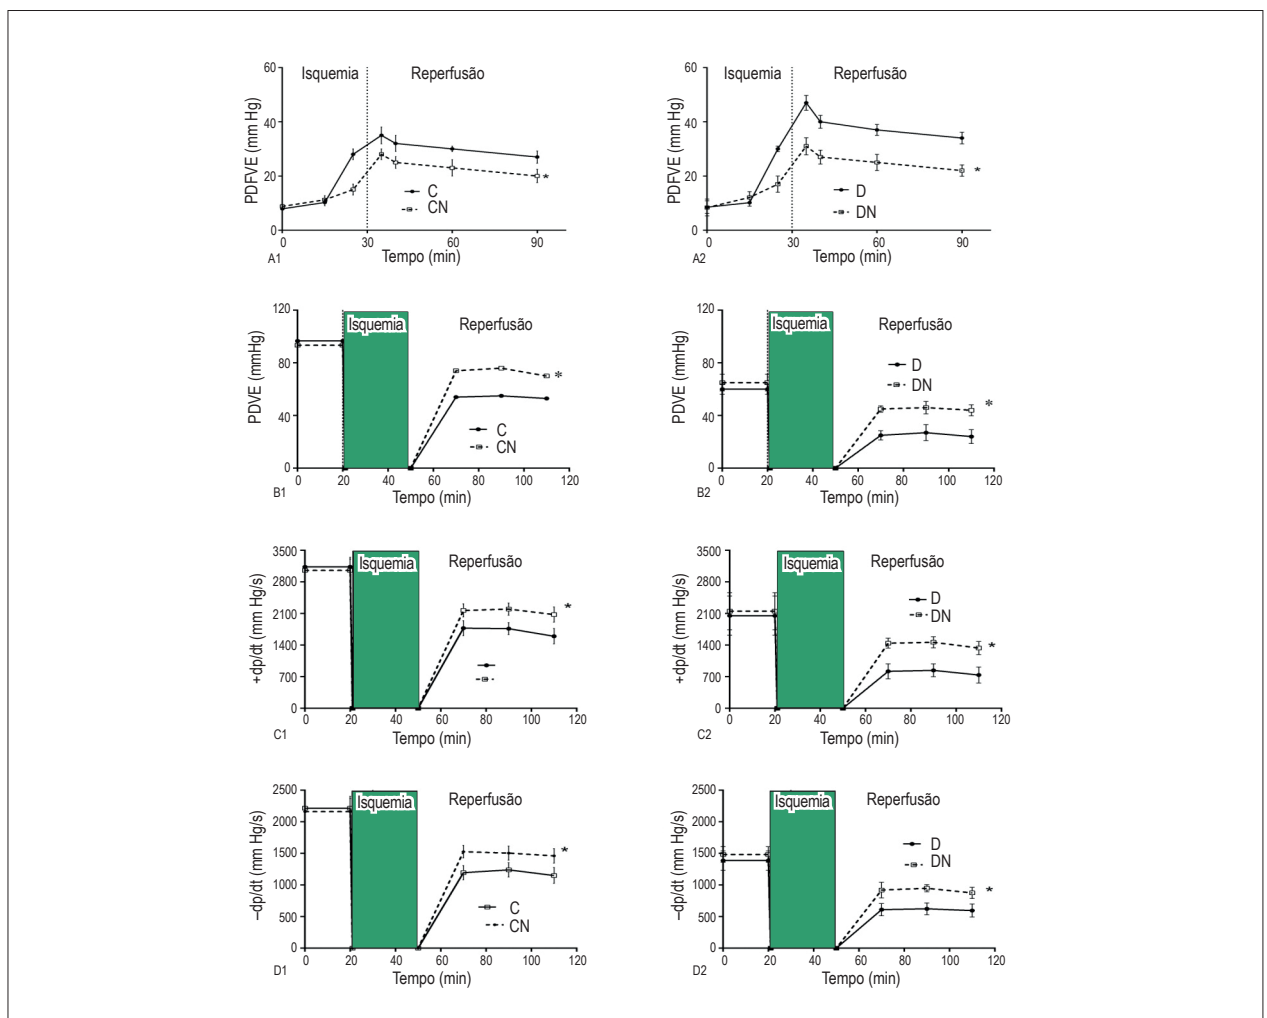 60
40
20
0
PDFVE (mm Hg)
Isquemia
Reperfusão
*
C
CN
0
30
60
90
Tempo (min)
A1
60
40
20
0
PDFVE (mm Hg)
Isquemia
Reperfusão
*
D
DN
0
30
60
90
Tempo (min)
A2
120
80
40
0
PDVE (mmHg)
Isquemia
Reperfusão
*
C
CN
0
20
40
60
80
100
120
Tempo (min)
B1
120
80
40
0
PDVE (mmHg)
Isquemia
Reperfusão
D
DN
*
0
20
40
60
80
100
120
Tempo (min)
B2
3500
2800
2100
1400
700
0
+dp/dt (mm Hg/s)
Isquemia
Reperfusão
*
0
20
40
60
80
100
120
Tempo (min)
C1
3500
2800
2100
1400
700
0
+dp/dt (mm Hg/s)
Isquemia
Reperfusão
D
DN
*
0
20
40
60
80
100
120
Tempo (min)
C2
2500
2000
1500
1000
500
0
–dp/dt (mm Hg/s)
Isquemia
Reperfusão
*
C
CN
0
20
40
60
80
100
120
Tempo (min)
D1
2500
2000
1500
1000
500
0
–dp/dt (mm Hg/s)
Isquemia
Reperfusão
D
DN
*
0
20
40
60
80
100
120
Tempo (min)
D2